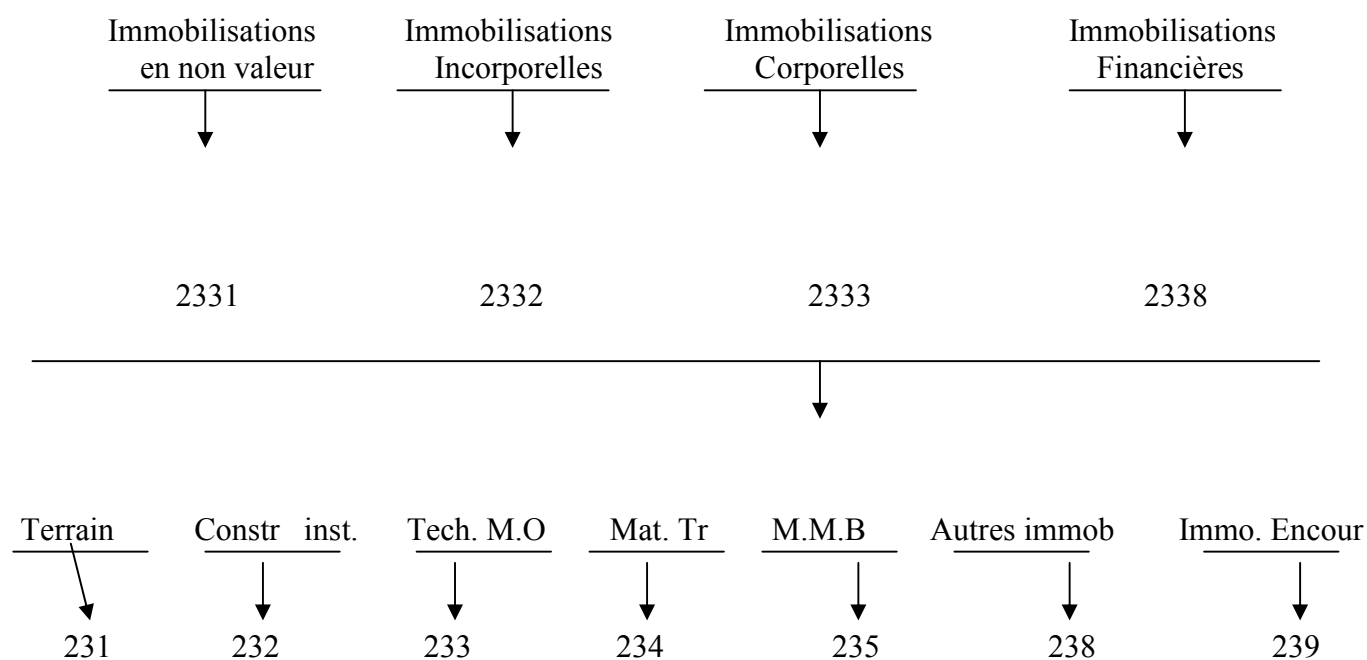 Immobilisations en non valeur
Immobilisations Incorporelles
Immobilisations Corporelles
Immobilisations Financières
2331 2332 2333 2338
Terrain Constr inst. Tech. M.O Mat. Tr M.M.B Autres immob Immo. Encour
231 232 233 234 235 238 239